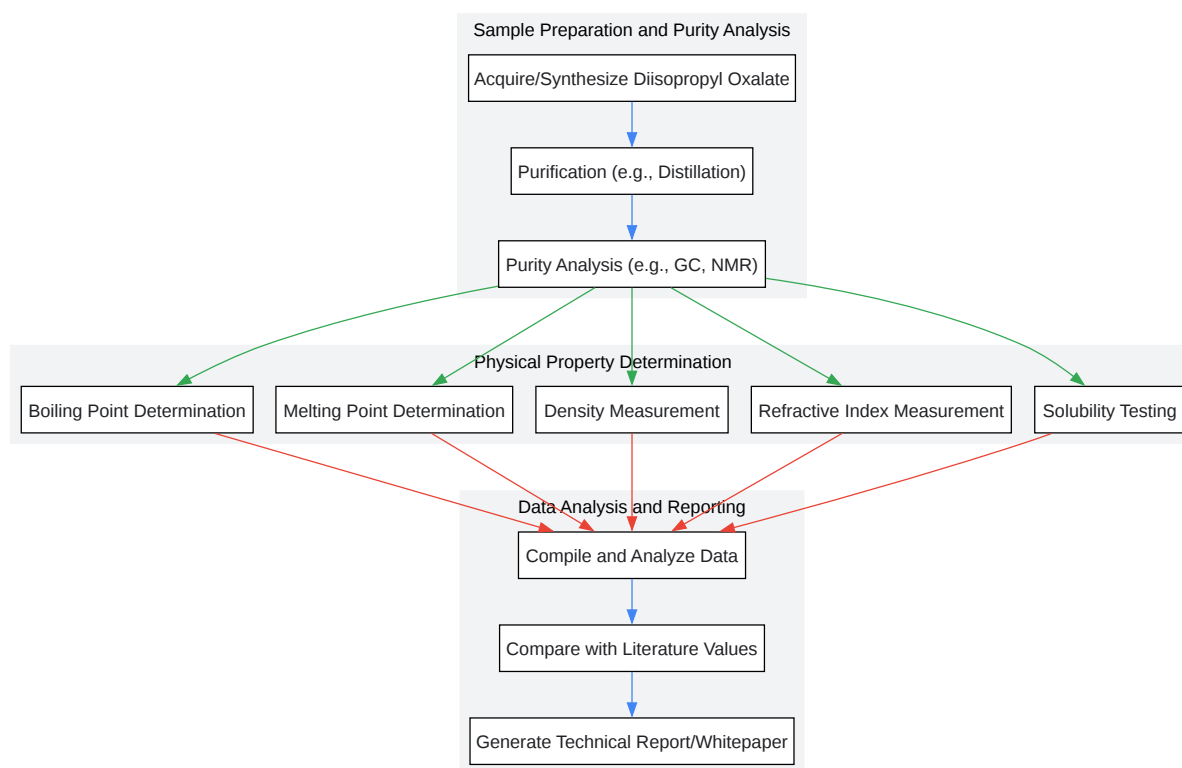 Sample Preparation and Purity Analysis
Acquire/Synthesize Diisopropyl Oxalate
Purification (e.g., Distillation)
Purity Analysis (e.g., GC, NMR)
Physical Property Determination
Boiling Point Determination
Melting Point Determination
Density Measurement
Refractive Index Measurement
Solubility Testing
Data Analysis and Reporting
Compile and Analyze Data
Compare with Literature Values
Generate Technical Report/Whitepaper